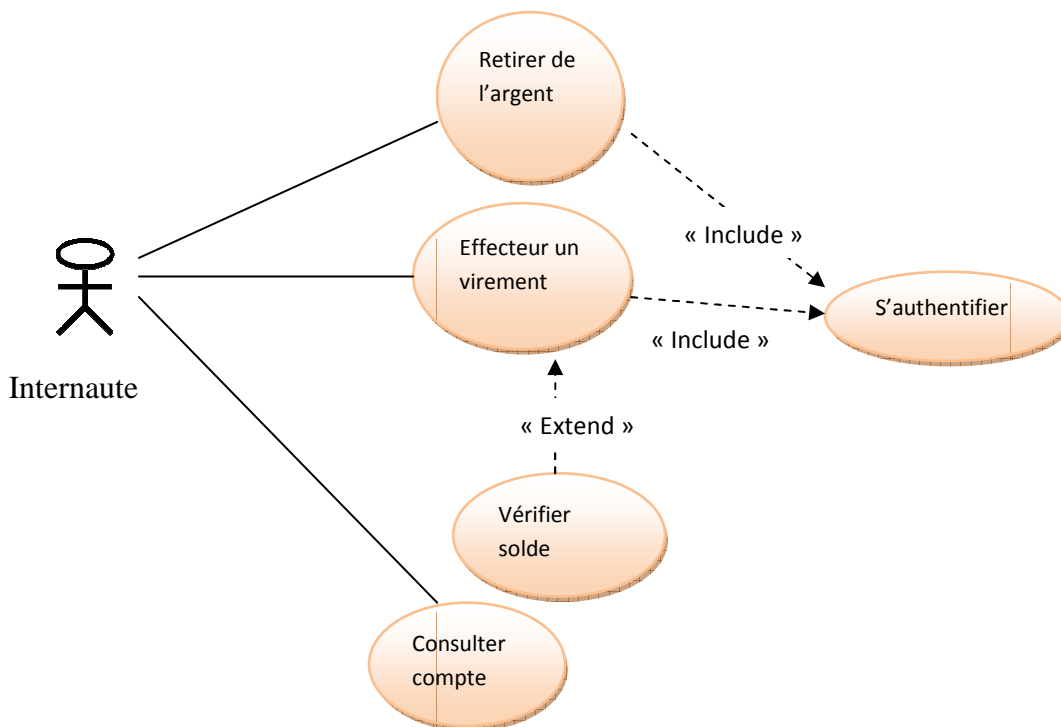 Retirer de
l’argent
« Include »
Effecteur un
virement
S’authentifier
« Include »
Internaute
« Extend »
Vérifier
solde
Consulter
compte